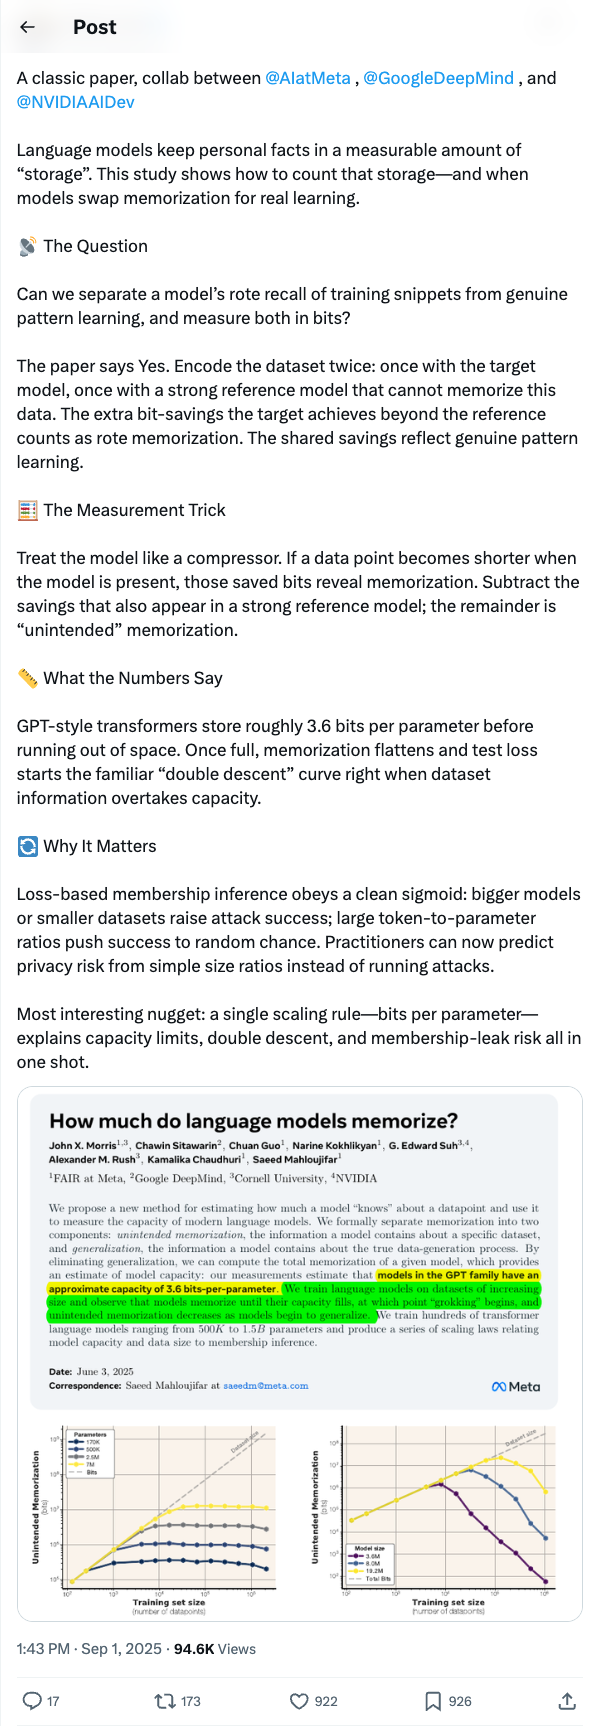 Post
A classic paper, collab between @AIatMeta , @GoogleDeepMind , and
@NVIDIAAIDev
Language models keep personal facts in a measurable amount of
“storage”. This study shows how to count that storage—and when
models swap memorization for real learning.
📡 The Question
Can we separate a model’s rote recall of training snippets from genuine
pattern learning, and measure both in bits?
The paper says Yes. Encode the dataset twice: once with the target
model, once with a strong reference model that cannot memorize this
data. The extra bit-savings the target achieves beyond the reference
counts as rote memorization. The shared savings reflect genuine pattern
learning.
🧮 The Measurement Trick
Treat the model like a compressor. If a data point becomes shorter when
the model is present, those saved bits reveal memorization. Subtract the
savings that also appear in a strong reference model; the remainder is
“unintended” memorization.
📏 What the Numbers Say
GPT-style transformers store roughly 3.6 bits per parameter before
running out of space. Once full, memorization flattens and test loss
starts the familiar “double descent” curve right when dataset
information overtakes capacity.
🔄 Why It Matters
Loss-based membership inference obeys a clean sigmoid: bigger models
or smaller datasets raise attack success; large token-to-parameter
ratios push success to random chance. Practitioners can now predict
privacy risk from simple size ratios instead of running attacks.
Most interesting nugget: a single scaling rule—bits per parameter—
explains capacity limits, double descent, and membership-leak risk all in
one shot.
How much do language models memorize?
John X. Morris1,3, Chawin Sitawarin2, Chuan Guo1, Narine Kokhlikyan1, G. Edward Suh3,4,
Alexander M. Rush3, Kamalika Chaudhuri1, Saeed Mahloujifar1
1FAIR at Meta, 2Google DeepMind, 3Cornell University, 4NVIDIA
We propose a new method for estimating how much a model “knows” about a datapoint and use it
to measure the capacity of modern language models. We formally separate memorization into two
components: unintended memorization, the information a model contains about a specific dataset,
and generalization, the information a model contains about the true data-generation process. By
eliminating generalization, we can compute the total memorization of a given model, which provides
an estimate of model capacity: our measurements estimate that models in the GPT family have an
approximate capacity of 3.6 bits-per-parameter. We train language models on datasets of increasing
size and observe that models memorize until their capacity fills, at which point “grokking” begins, and
unintended memorization decreases as models begin to generalize. We train hundreds of transformer
language models ranging from 500K to 1.5B parameters and produce a series of scaling laws relating
model capacity and data size to membership inference.
Date: June 3, 2025
Correspondence: Saeed Mahloujifar at saeedm@meta.com
Meta
Unintended Memorization
(bits)
Parameters
170K
500K
2.5M
7M
Bits
Dataset size
Training set size
(number of datapoints)
Unintended Memorization
(bits)
Model size
3.0M
8.0M
19.2M
Total Bits
Dataset size
Training set size
(number of datapoints)
1:43 PM · Sep 1, 2025 · 94.6K Views
17 173 922 926